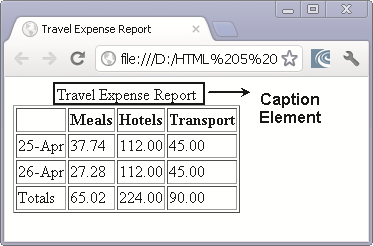 Travel Expense Report
file:///D:/HTML%205%20
Travel Expense Report
Caption
Element
Meals Hotels Transport
25-Apr 37.74 112.00 45.00
26-Apr 27.28 112.00 45.00
Totals 65.02 224.00 90.00